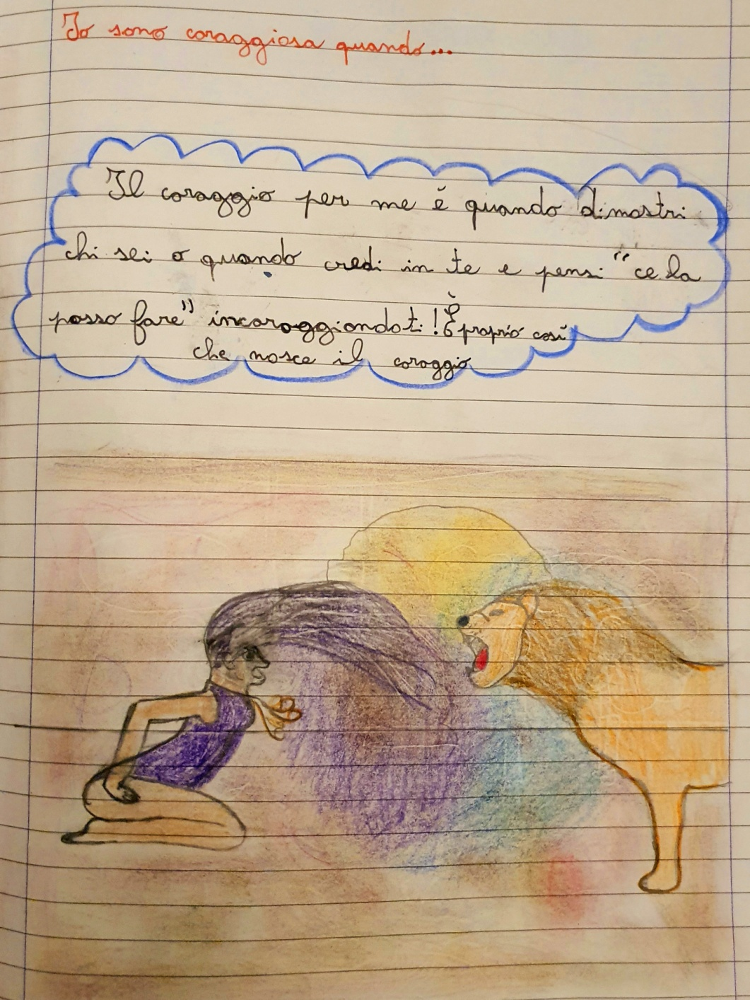 Io sono coraggiosa quando...
Il coraggio per me è quando dimostri
chi sei o quando credi in te e pensi "ce la
posso fare" incoraggiandoti! È proprio così
che nasce il coraggio